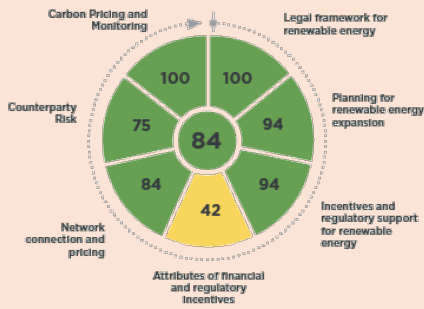 Carbon Pricing and
Monitoring
Legal framework for
renewable energy
100
100
Counterparty
Risk
75
94
Planning for
renewable energy
expansion
84
84
94
42
Network
connection and
pricing
Incentives and
regulatory support
for renewable
energy
Attributes of financial
and regulatory
incentives